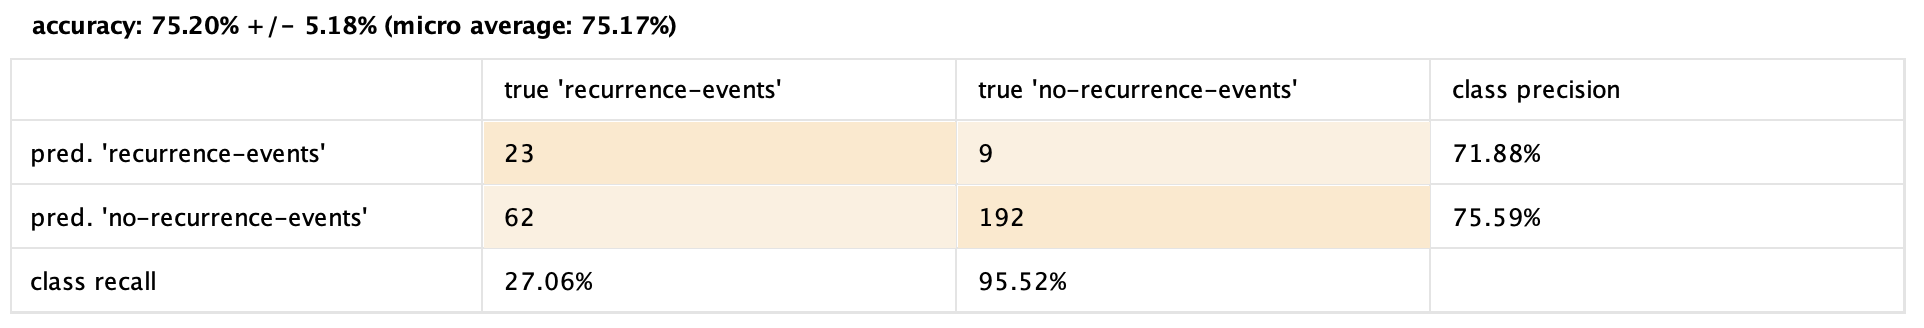 accuracy: 75.20% +/- 5.18% (micro average: 75.17%)
true 'recurrence-events' true 'no-recurrence-events' class precision
pred. 'recurrence-events' 23 9 71.88%
pred. 'no-recurrence-events' 62 192 75.59%
class recall 27.06% 95.52%